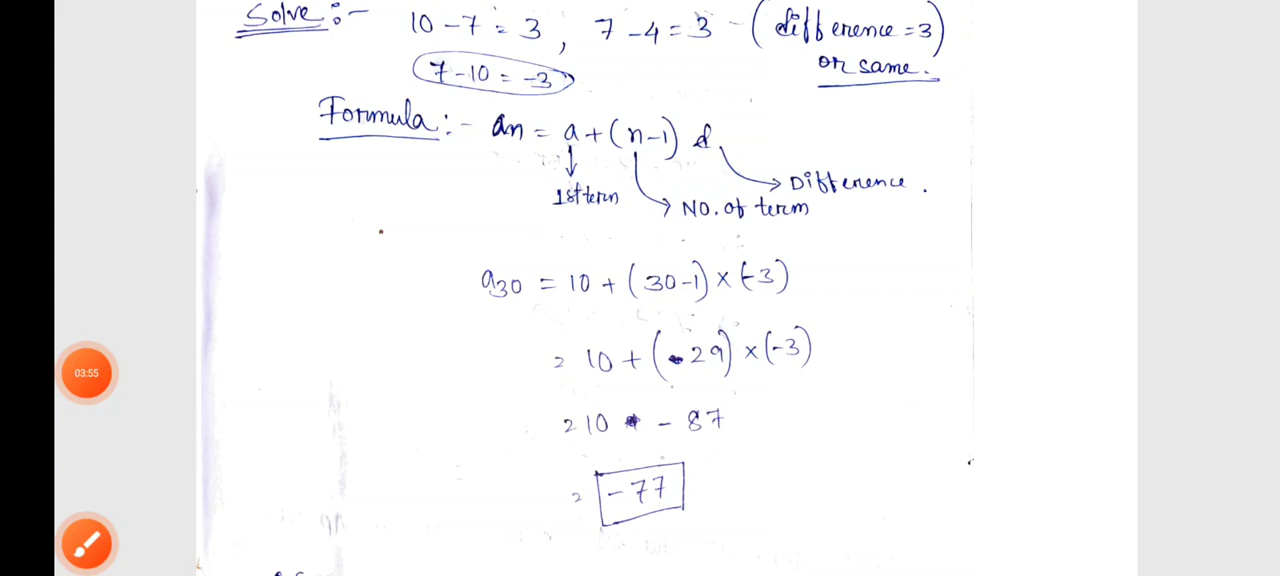 Solve :-
10 - 7 = 3 , 7 - 4 = 3 - (difference = 3)
or same.
7 - 10 = -3
Formula :- an = a + (n-1) d
1st term
Difference .
NO. of term
a30 = 10 + (30-1) × (-3)
= 10 + (-29) × (-3)
= 10 - 87
= -77
03:55